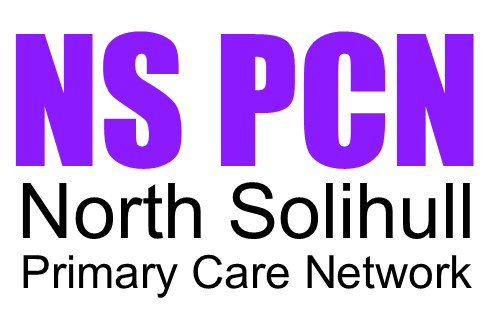 NS PCN
North Solihull
Primary Care Network